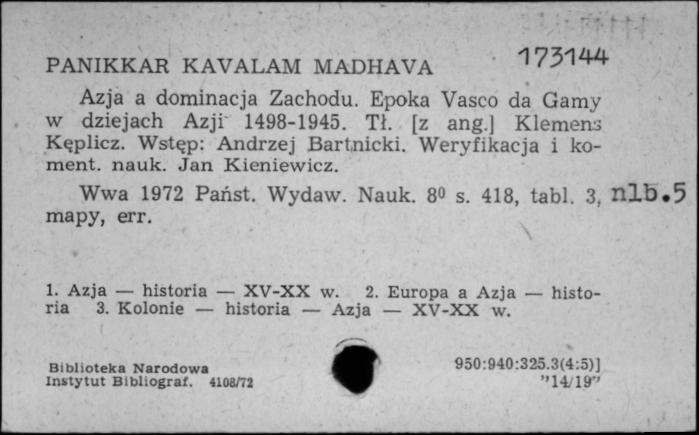 173144
PANIKKAR KAVALAM MADHAVA
Azja a dominacja Zachodu. Epoka Vasco da Gamy
w dziejach Azji 1498-1945. Tł. [z ang.] Klemens
Kęplicz. Wstęp: Andrzej Bartnicki. Weryfikacja i ko-
ment. nauk. Jan Kieniewicz.
Wwa 1972 Państ. Wydaw. Nauk. 8⁰ s. 418, tabl. 3, nlb.5
mapy, err.
1. Azja — historia — XV-XX w. 2. Europa a Azja — histo-
ria 3. Kolonie — historia — Azja — XV-XX w.
Biblioteka Narodowa 950:940:325.3(4:5)]
Instytut Bibliograf. 4108/72 ”14/19”